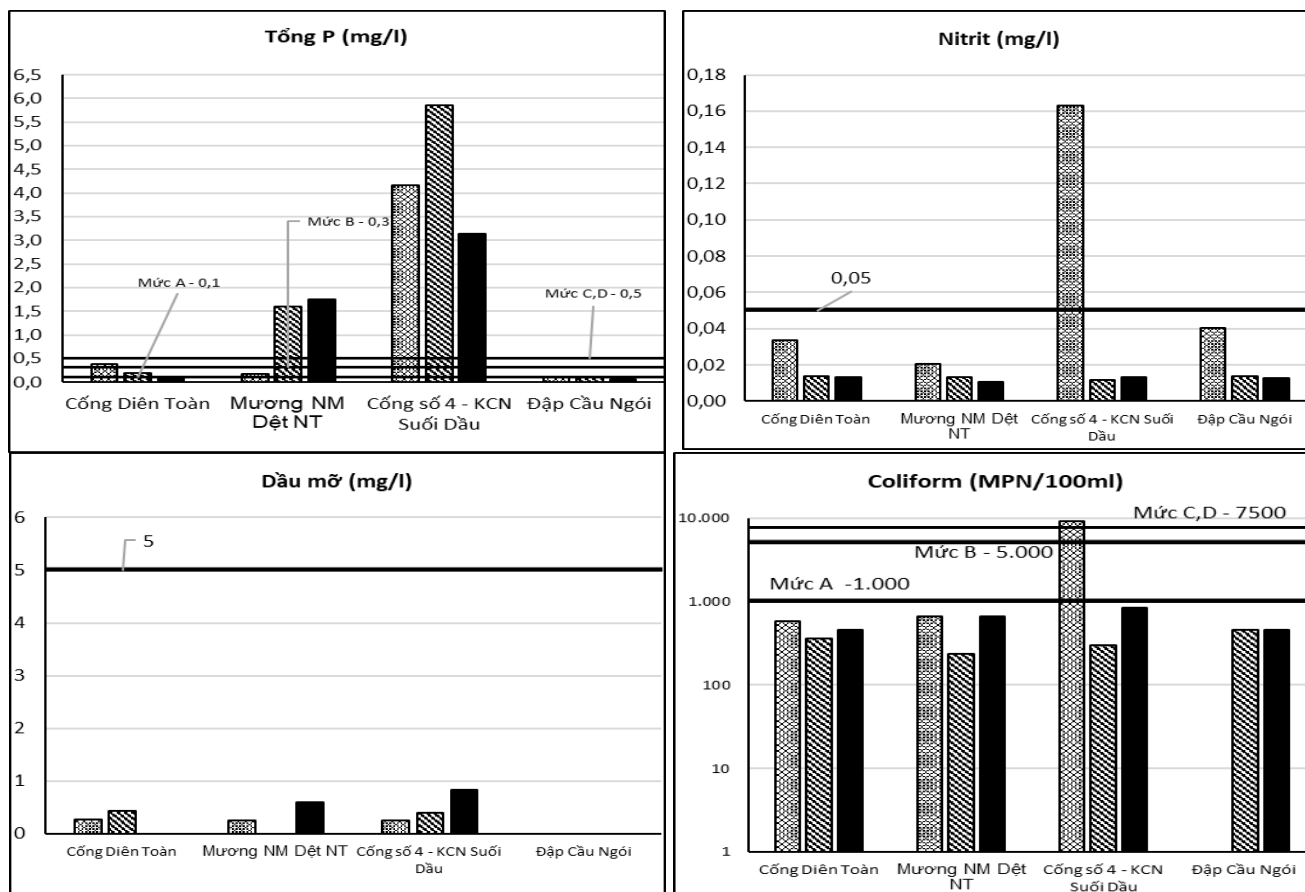 Tổng P (mg/l)
6,5
6,0
5,5
5,0
4,5
4,0
3,5
3,0
2,5
2,0
1,5
1,0
0,5
0,0
Mức B - 0,3
Mức A - 0,1
Mức C,D - 0,5
Cống Diên Toàn
Mương NM
Dệt NT
Cống số 4 - KCN
Suối Dầu
Đập Cầu Ngói
Nitrit (mg/l)
0,18
0,16
0,14
0,12
0,10
0,08
0,06
0,04
0,02
0,00
0,05
Cống Diên Toàn
Mương NM Dệt
NT
Cống số 4 - KCN Suối
Dầu
Đập Cầu Ngói
Dầu mỡ (mg/l)
6
5
4
3
2
1
0
5
Cống Diên Toàn
Mương NM Dệt NT
Cống số 4 - KCN Suối
Dầu
Đập Cầu Ngói
Coliform (MPN/100ml)
10.000
1.000
100
10
1
Mức C,D - 7500
Mức B - 5.000
Mức A -1.000
Cống Diên Toàn
Mương NM Dệt
NT
Cống số 4 - KCN
Suối Dầu
Đập Cầu Ngói